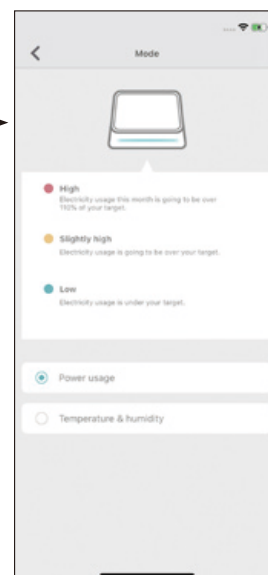 Mode
High
Electricity usage this month is going to be over
110% of your target.
Slightly high
Electricity usage is going to be over your target.
Low
Electricity usage is under your target.
Power usage
Temperature & humidity